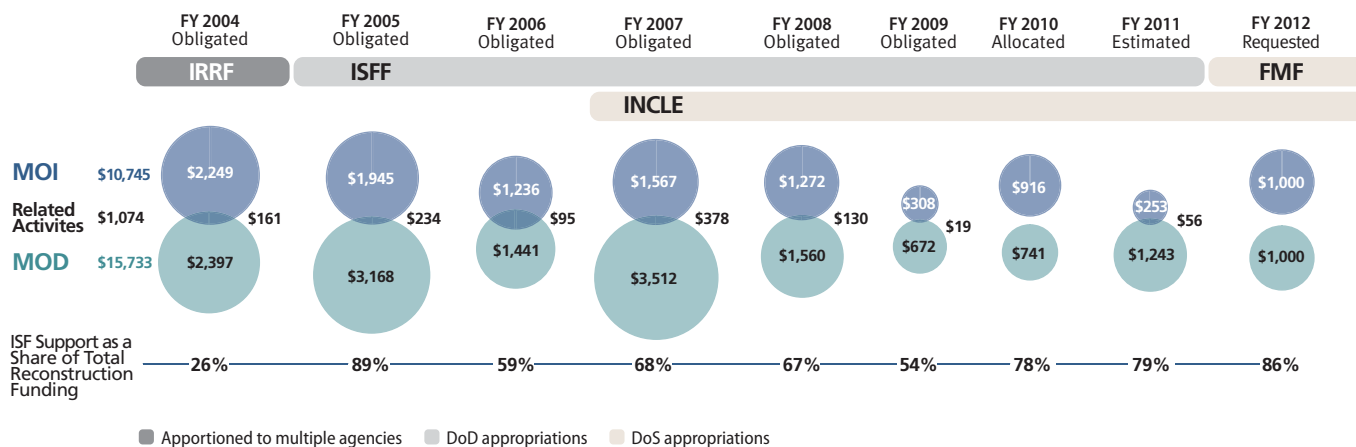 FY 2004 FY 2005 FY 2006 FY 2007 FY 2008 FY 2009 FY 2010 FY 2011 FY 2012
Obligated Obligated Obligated Obligated Obligated Obligated Allocated Estimated Requested
IRRF ISFF FMF
INCLE
MOI $10,745 $2,249 $1,945 $1,236 $1,567 $1,272 $308 $916 $253 $1,000
Related
Activites $1,074 $161 $234 $95 $378 $130 $19 $56
MOD $15,733 $2,397 $3,168 $1,441 $3,512 $1,560 $672 $741 $1,243 $1,000
ISF Support as a
Share of Total
Reconstruction
Funding
26% 89% 59% 68% 67% 54% 78% 79% 86%
Apportioned to multiple agencies DoD appropriations DoS appropriations